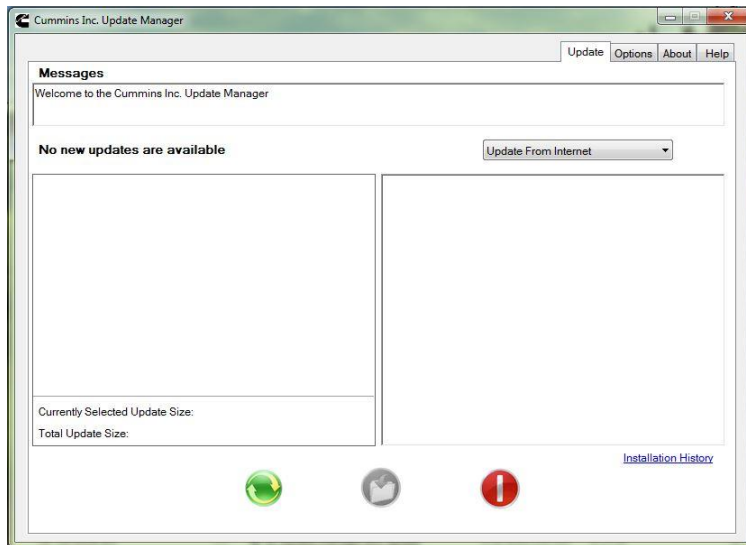 Cummins Inc. Update Manager
Update Options About Help
Messages
Welcome to the Cummins Inc. Update Manager
No new updates are available
Update From Internet
Currently Selected Update Size:
Total Update Size:
Installation History